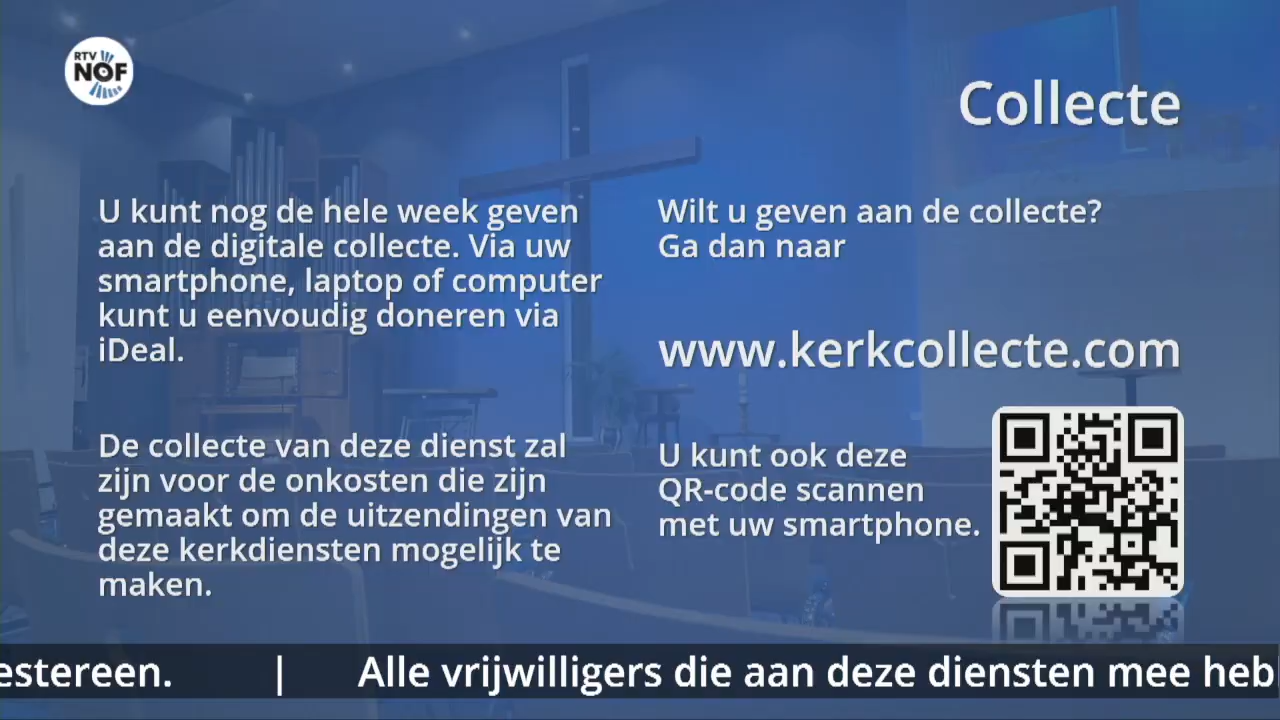 RTV
NOF
Collecte
U kunt nog de hele week geven
aan de digitale collecte. Via uw
smartphone, laptop of computer
kunt u eenvoudig doneren via
iDeal.
De collecte van deze dienst zal
zijn voor de onkosten die zijn
gemaakt om de uitzendingen van
deze kerkdiensten mogelijk te
maken.
Wilt u geven aan de collecte?
Ga dan naar
www.kerkcollecte.com
U kunt ook deze
QR-code scannen
met uw smartphone.
estereen. | Alle vrijwilligers die aan deze diensten mee heb